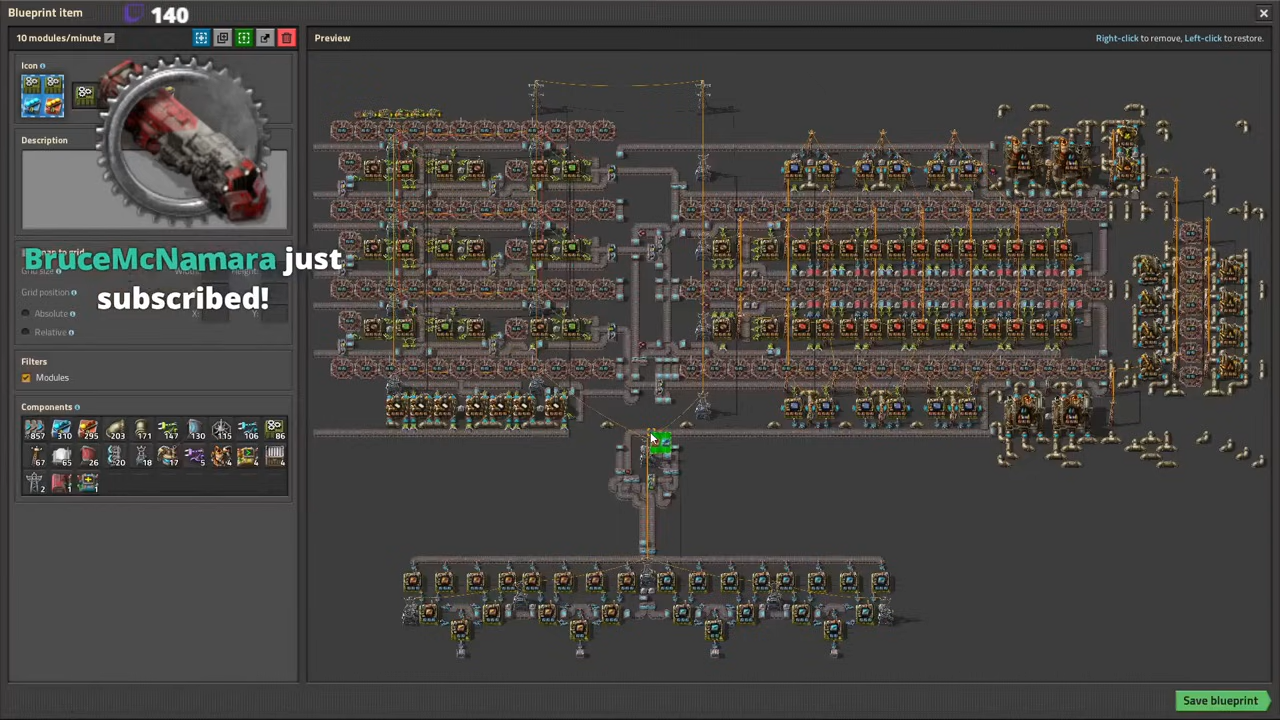 Blueprint item
140
10 modules/minute
Preview
Right-click to remove, Left-click to restore.
Icon
Description
BruceMcNamara just
subscribed!
Grid position
Absolute
X:
Relative
Filters
Modules
Components
857
310
295
203
171
147
130
115
106
86
67
65
26
20
18
17
5
4
4
4
2
1
1
Save blueprint